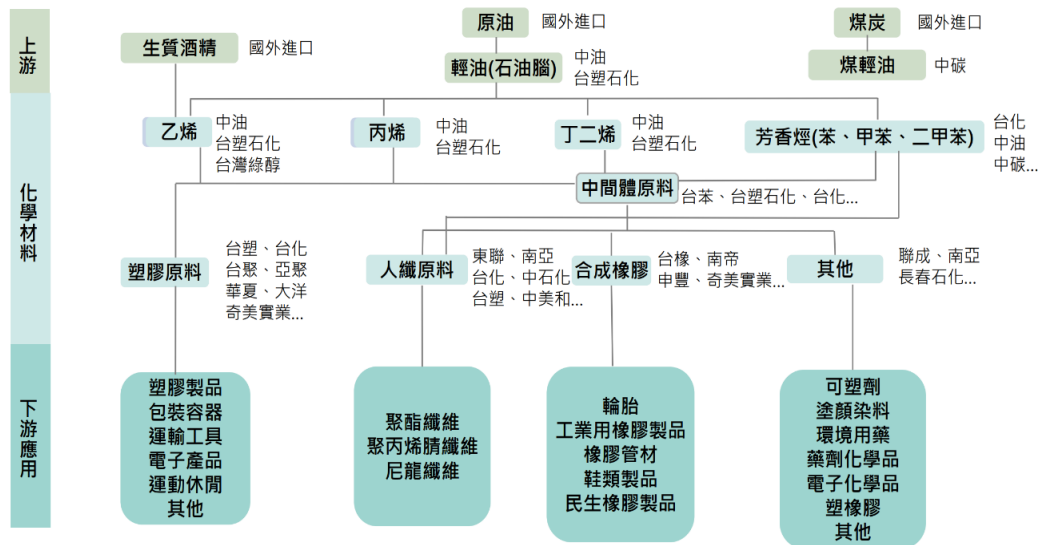 上游
原油
國外進口
煤炭
國外進口
生質酒精
國外進口
輕油(石油腦)
中油
台塑石化
煤輕油
中碳
化學材料
乙烯
中油
台塑石化
台灣綠醇
丙烯
中油
台塑石化
丁二烯
中油
台塑石化
芳香烴(苯、甲苯、二甲苯)
台化
中油
中碳...
中間體原料
台苯、台塑石化、台化...
塑膠原料
台塑、台化
台聚、亞聚
華夏、大洋
奇美實業...
人纖原料
東聯、南亞
台化、中石化
台塑、中美和...
合成橡膠
台橡、南帝
申豐、奇美實業...
其他
聯成、南亞
長春石化...
下游應用
塑膠製品
包裝容器
運輸工具
電子產品
運動休閒
其他
聚酯纖維
聚丙烯腈纖維
尼龍纖維
輪胎
工業用橡膠製品
橡膠管材
鞋類製品
民生橡膠製品
可塑劑
塗顏染料
環境用藥
藥劑化學品
電子化學品
塑橡膠
其他